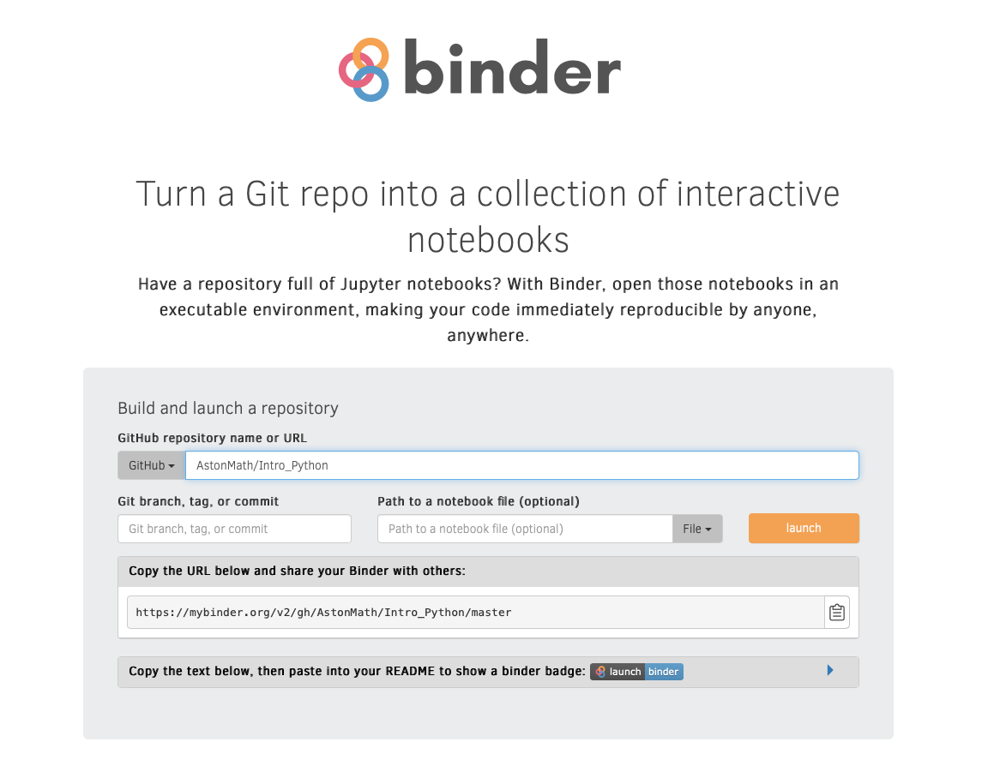 binder
Turn a Git repo into a collection of interactive
notebooks
Have a repository full of Jupyter notebooks? With Binder, open those notebooks in an
executable environment, making your code immediately reproducible by anyone,
anywhere.
Build and launch a repository
GitHub repository name or URL
GitHub AstonMath/Intro_Python
Git branch, tag, or commit Path to a notebook file (optional)
Git branch, tag, or commit Path to a notebook file (optional) File launch
Copy the URL below and share your Binder with others:
https://mybinder.org/v2/gh/AstonMath/Intro_Python/master
Copy the text below, then paste into your README to show a binder badge: launch binder